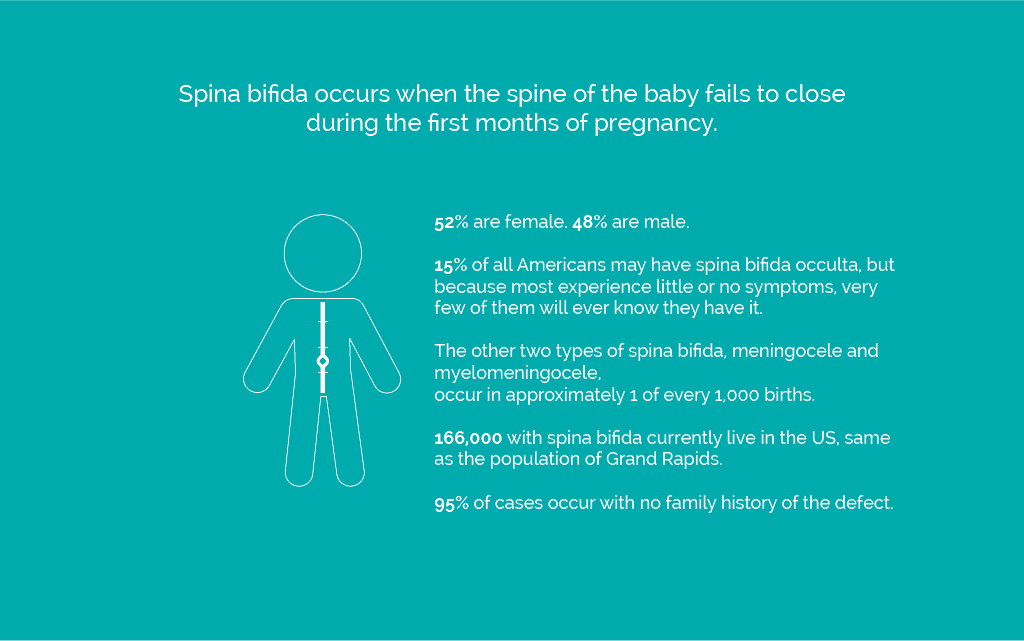 Spina bifida occurs when the spine of the baby fails to close
during the first months of pregnancy.
52% are female. 48% are male.
15% of all Americans may have spina bifida occulta, but
because most experience little or no symptoms, very
few of them will ever know they have it.
The other two types of spina bifida, meningocele and
myelomeningocele,
occur in approximately 1 of every 1,000 births.
166,000 with spina bifida currently live in the US, same
as the population of Grand Rapids.
95% of cases occur with no family history of the defect.